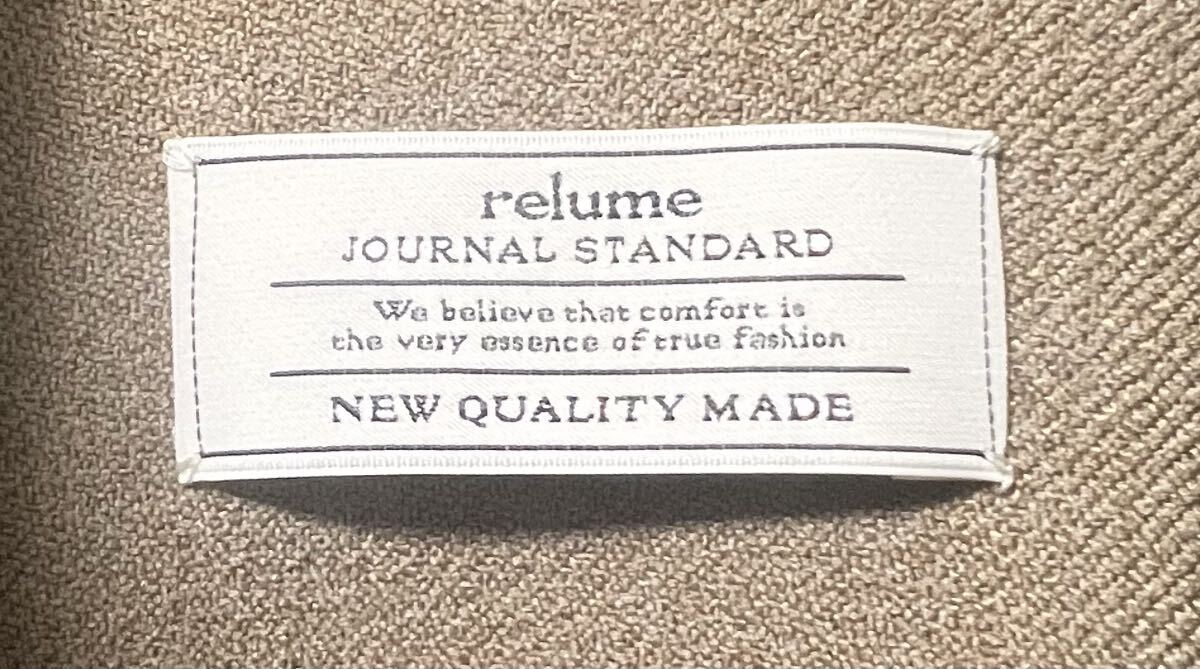 relume
JOURNAL STANDARD
We believe that comfort is
the very essence of true fashion
NEW QUALITY MADE